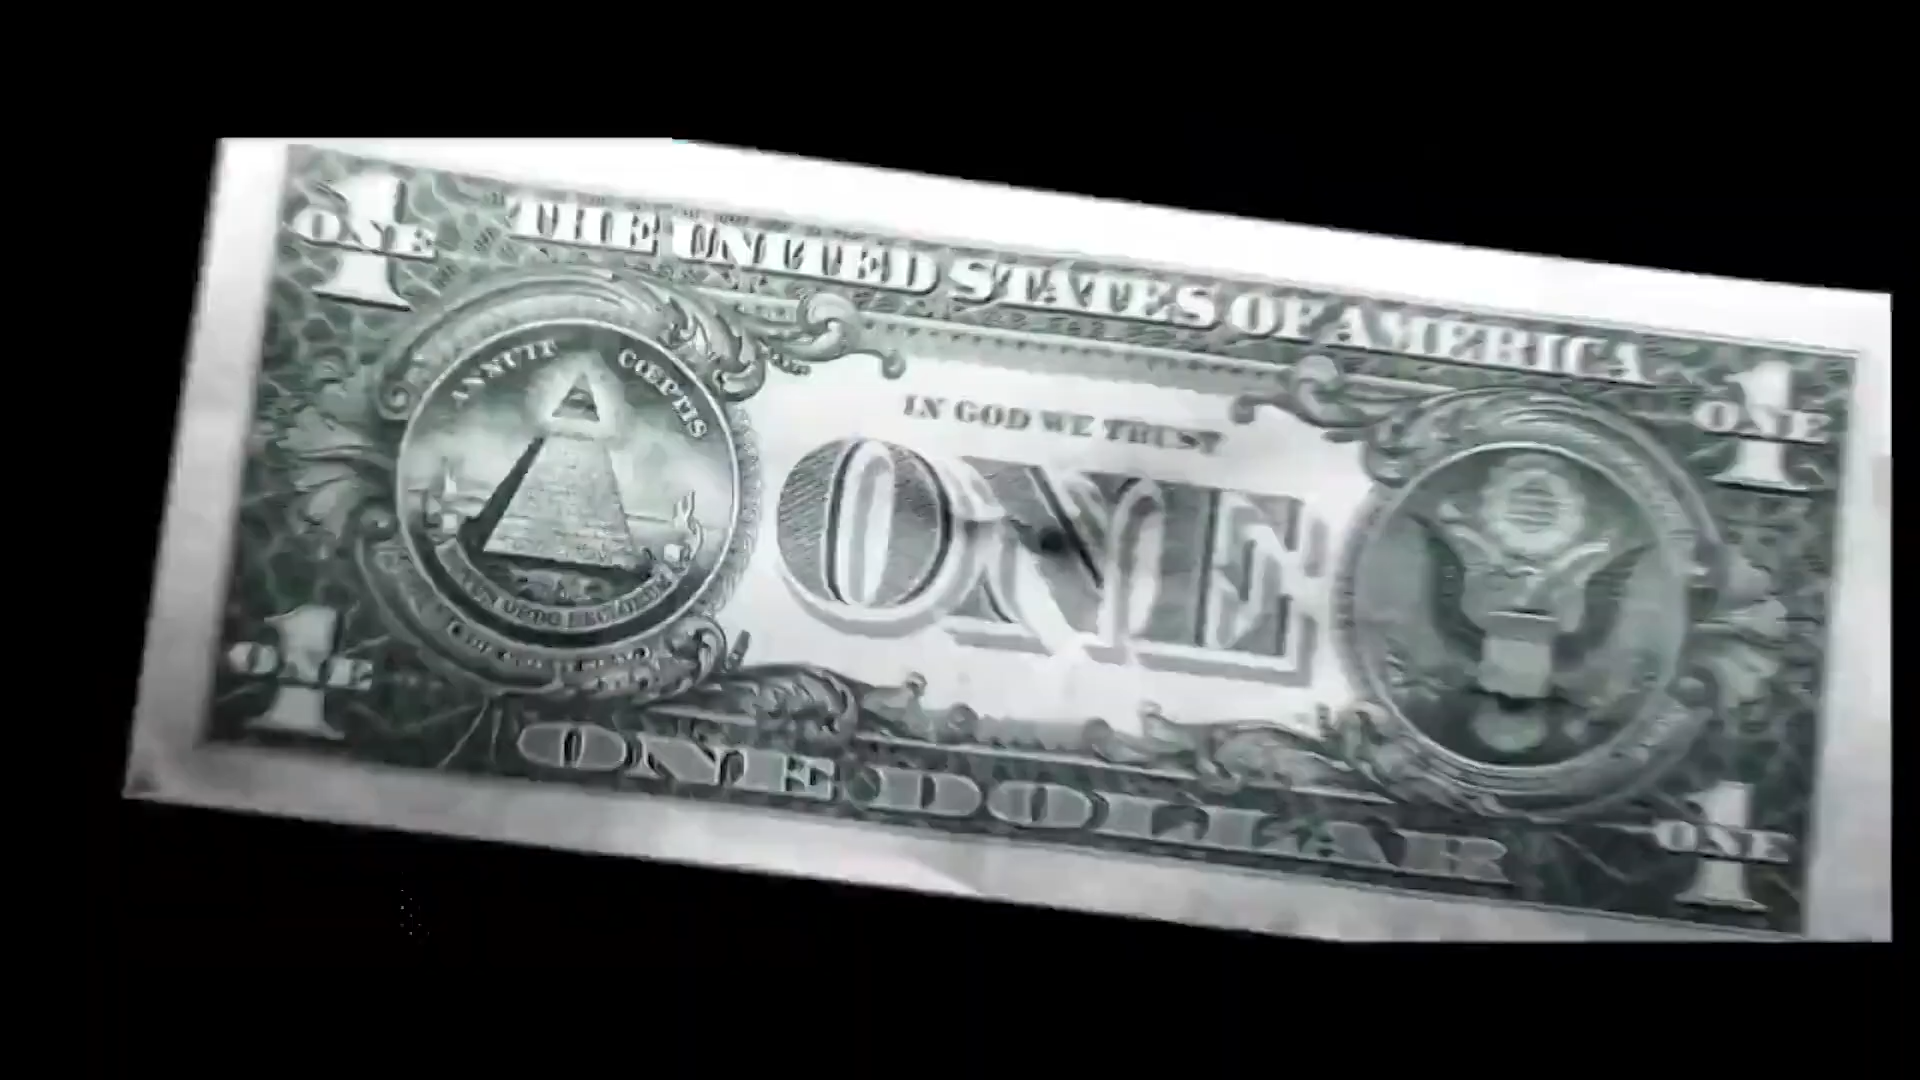 1 ONE
THE UNITED STATES OF AMERICA
1 ONE
ANNUIT CŒPTIS
IN GOD WE TRUST
ONE
1 ONE
ONE DOLLAR
1 ONE